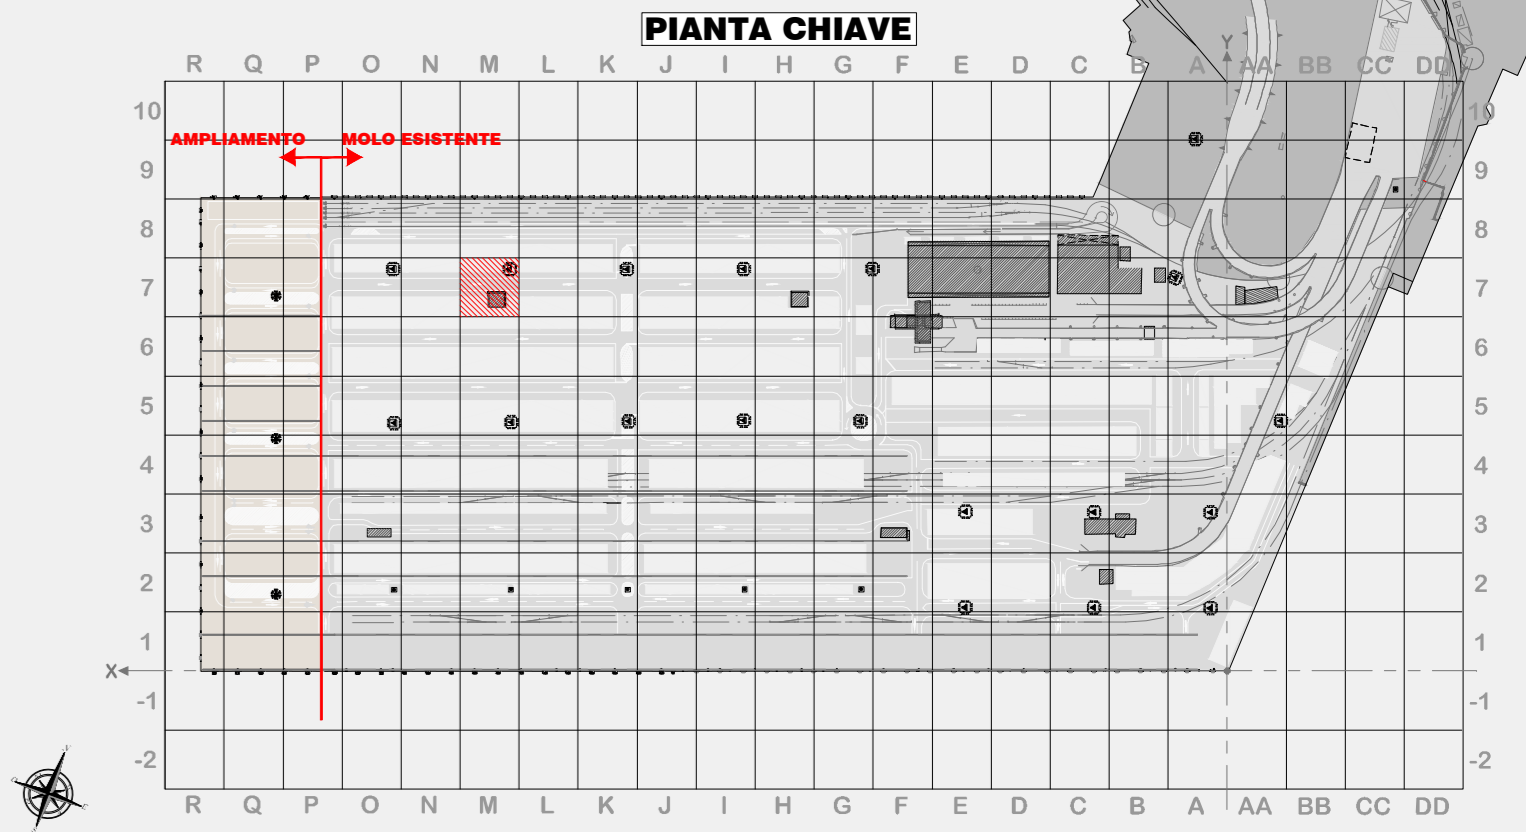 PIANTA CHIAVE
R Q P O N M L K J I H G F E D C B A AA BB CC DD
Y
10 10
AMPLIAMENTO MOLO ESISTENTE
9 9
8 8
7 7
6 6
5 5
4 4
3 3
2 2
1 1
X
-1 -1
-2 -2
R Q P O N M L K J I H G F E D C B A AA BB CC DD